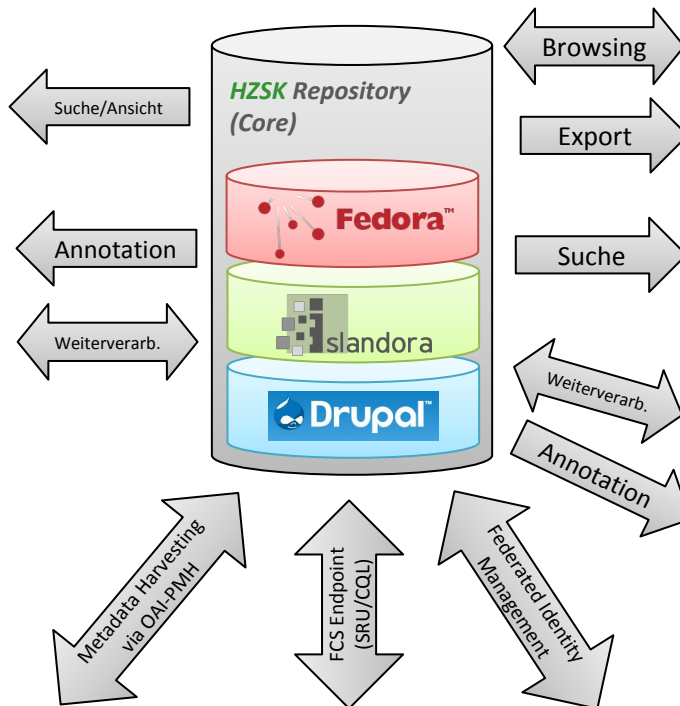 Browsing
HZSK Repository
(Core)
Suche/Ansicht
Export
Fedora™
Annotation
Suche
Islandora
Weiterverarb.
Weiterverarb.
Drupal™
Annotation
Metadata Harvesting
via OAI-PMH
FCS Endpoint
(SRU/CQL)
Federated Identity
Management